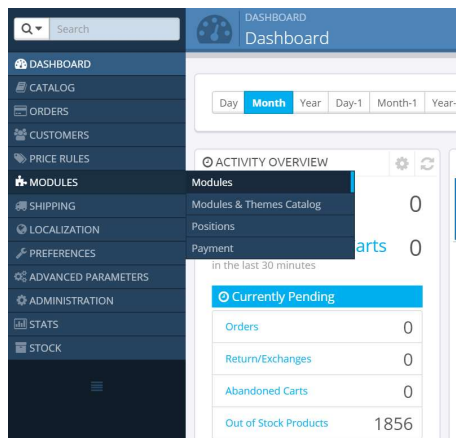 Search
DASHBOARD
Dashboard
DASHBOARD
CATALOG
ORDERS
CUSTOMERS
PRICE RULES
MODULES
SHIPPING
LOCALIZATION
PREFERENCES
ADVANCED PARAMETERS
ADMINISTRATION
STATS
STOCK
Modules
Modules & Themes Catalog
Positions
Payment
Day Month Year Day-1 Month-1 Year-
ACTIVITY OVERVIEW
0
arts 0
in the last 30 minutes
Currently Pending
Orders 0
Return/Exchanges 0
Abandoned Carts 0
Out of Stock Products 1856